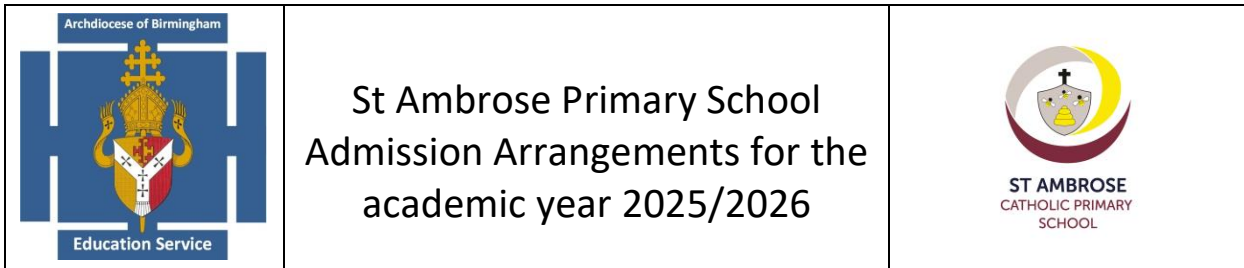 Archdiocese of Birmingham
Education Service
St Ambrose Primary School
Admission Arrangements for the
academic year 2025/2026
ST AMBROSE
CATHOLIC PRIMARY
SCHOOL